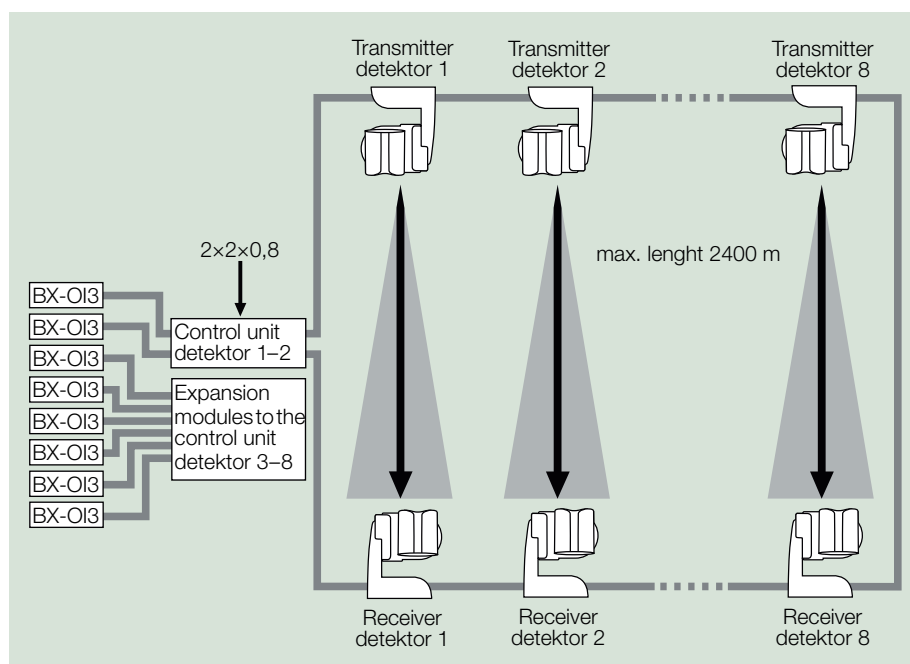 Transmitter
detektor 1
Transmitter
detektor 2
Transmitter
detektor 8
2×2×0,8
max. lenght 2400 m
BX-OI3
BX-OI3
BX-OI3
BX-OI3
BX-OI3
BX-OI3
BX-OI3
BX-OI3
Control unit
detektor 1–2
Expansion
modules to the
control unit
detektor 3–8
Receiver
detektor 1
Receiver
detektor 2
Receiver
detektor 8